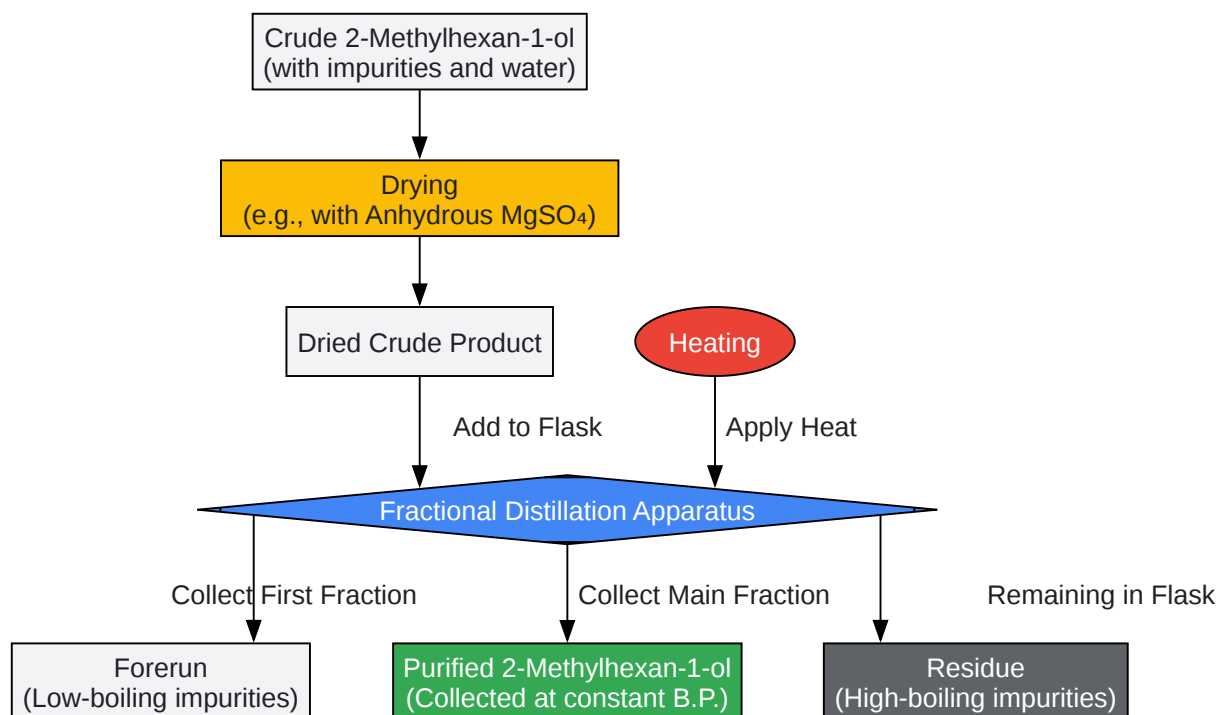 Crude 2-Methylhexan-1-ol
(with impurities and water)
Drying
(e.g., with Anhydrous MgSO₄)
Dried Crude Product
Heating
Add to Flask
Apply Heat
Fractional Distillation Apparatus
Collect First Fraction
Collect Main Fraction
Remaining in Flask
Forerun
(Low-boiling impurities)
Purified 2-Methylhexan-1-ol
(Collected at constant B.P.)
Residue
(High-boiling impurities)